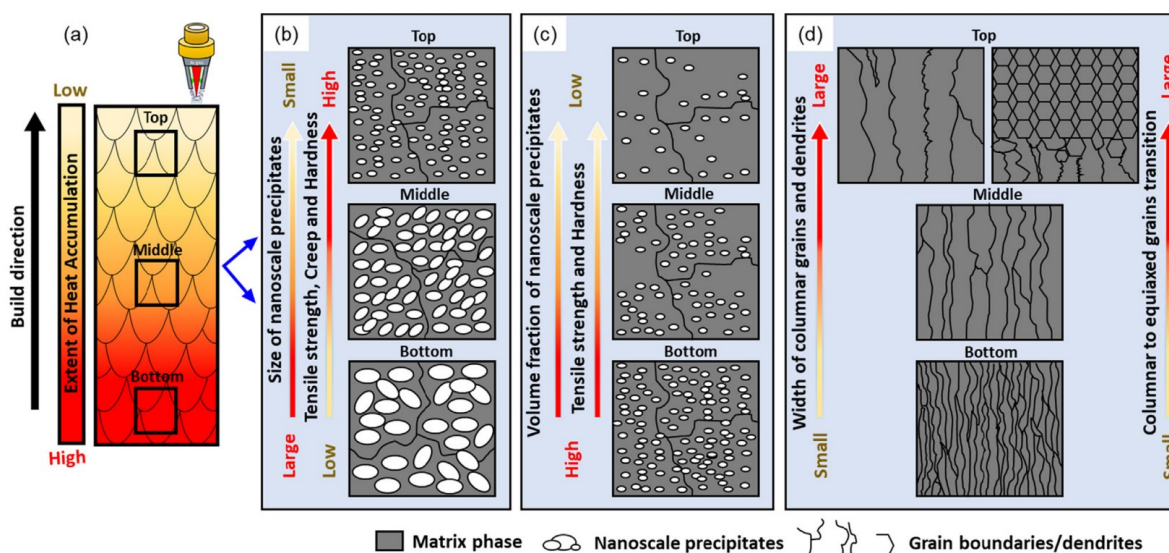 (a)
Low
Build direction
Extent of Heat Accumulation
High
Top
Middle
Bottom
(b)
Small
Size of nanoscale precipitates
Large
High
Tensile strength, Creep and Hardness
Low
Top
Middle
Bottom
(c)
Volume fraction of nanoscale precipitates
Low
Tensile strength and Hardness
High
Top
Middle
Bottom
(d)
Width of columnar grains and dendrites
Large
Small
Top
Middle
Bottom
Large
Columnar to equiaxed grains transition
Small
Matrix phase
Nanoscale precipitates
Grain boundaries/dendrites